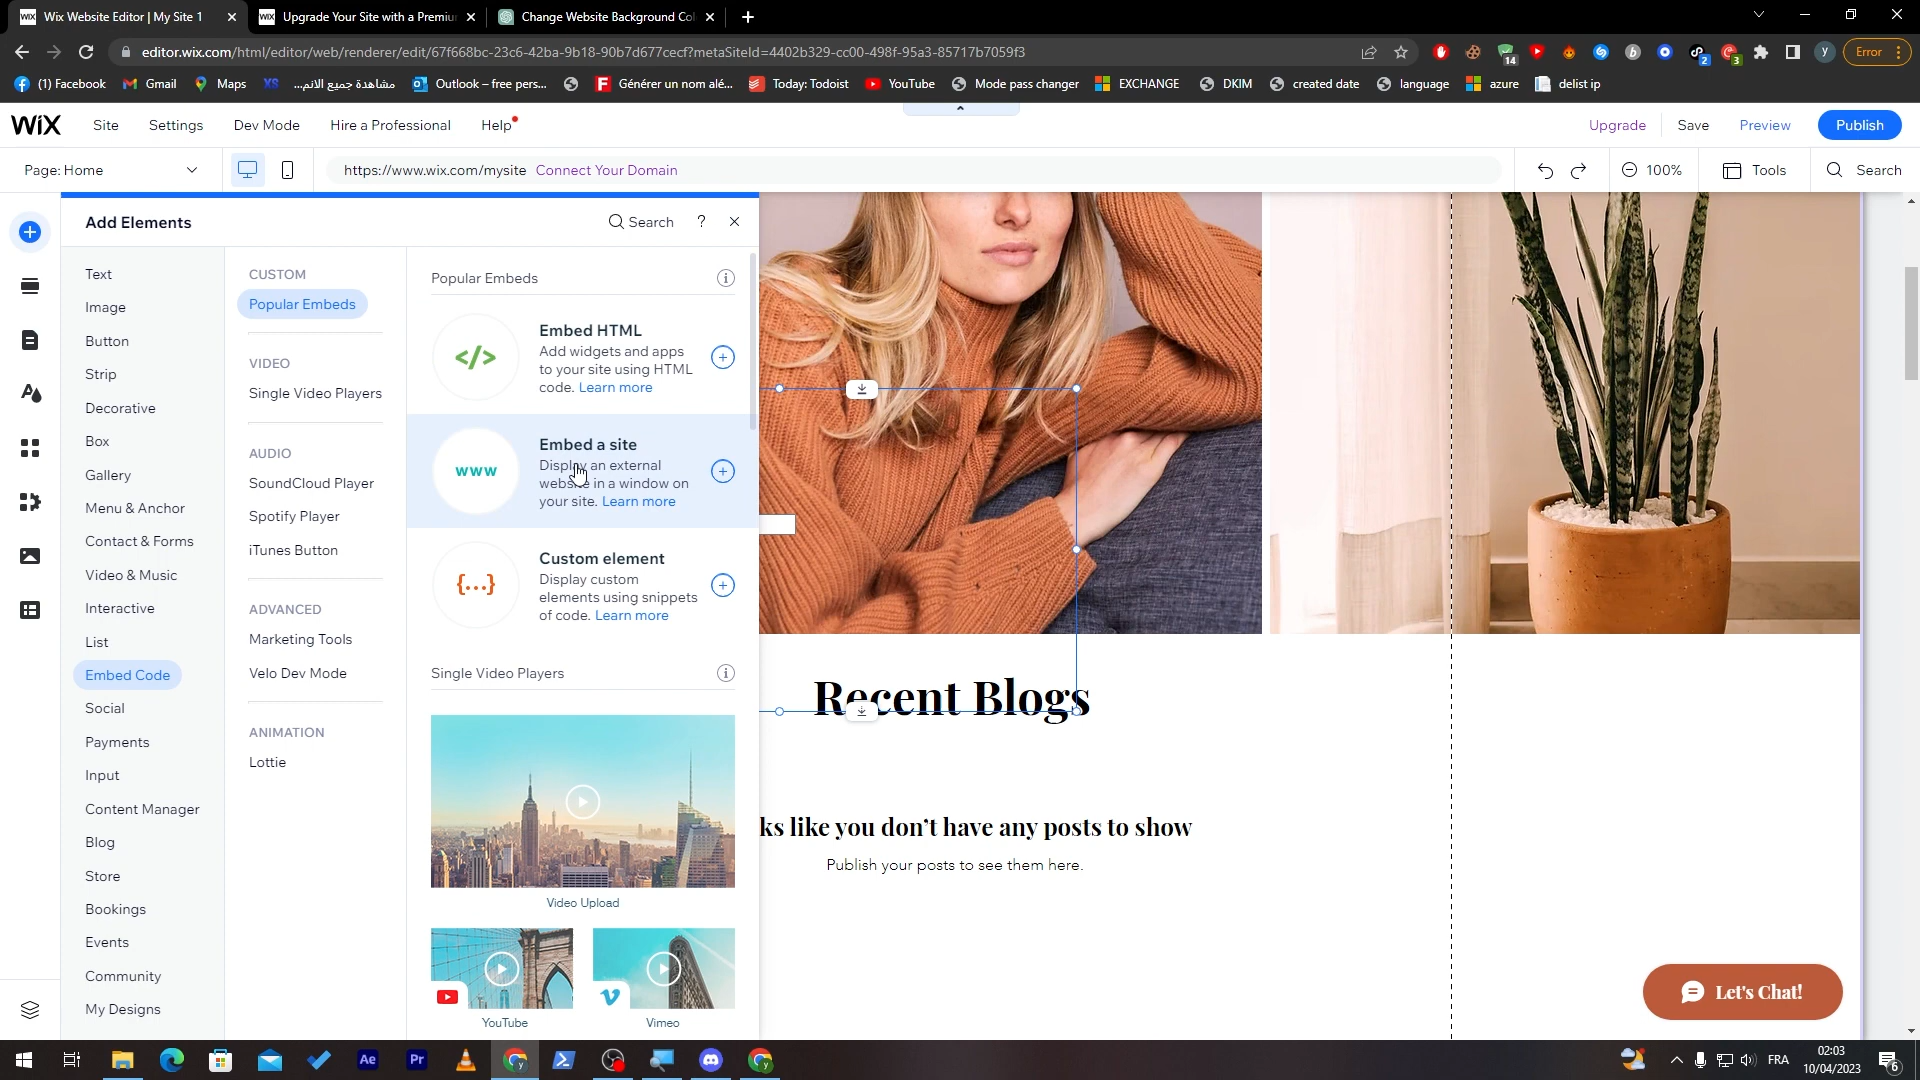 Wix Website Editor | My Site 1
Upgrade Your Site with a Premiu
Change Website Background Col
editor.wix.com/html/editor/web/renderer/edit/67f668bc-23c6-42ba-9b18-90b7d677cecf?metaSiteId=4402b329-cc00-498f-95a3-85717b7059f3
14
2
3
y
Error
(1) Facebook
Gmail
Maps
XS
مشاهدة جميع الانم...
Outlook – free pers...
Générer un nom alé...
Today: Todoist
YouTube
Mode pass changer
EXCHANGE
DKIM
created date
language
azure
delist ip
WIX
Site
Settings
Dev Mode
Hire a Professional
Help
Upgrade
Save
Preview
Publish
Page: Home
https://www.wix.com/mysite
Connect Your Domain
100%
Tools
Search
Add Elements
Search
?
Text
Image
Button
Strip
Decorative
Box
Gallery
Menu & Anchor
Contact & Forms
Video & Music
Interactive
List
Embed Code
Social
Payments
Input
Content Manager
Blog
Store
Bookings
Events
Community
My Designs
CUSTOM
Popular Embeds
VIDEO
Single Video Players
AUDIO
SoundCloud Player
Spotify Player
iTunes Button
ADVANCED
Marketing Tools
Velo Dev Mode
ANIMATION
Lottie
Popular Embeds
</>
Embed HTML
Add widgets and apps
to your site using HTML
code. Learn more
www
Embed a site
Display an external
website in a window on
your site. Learn more
{...}
Custom element
Display custom
elements using snippets
of code. Learn more
Single Video Players
Video Upload
YouTube
Vimeo
Recent Blogs
ks like you don't have any posts to show
Publish your posts to see them here.
Let's Chat!
Ae
Pr
FRA
02:03
10/04/2023
6